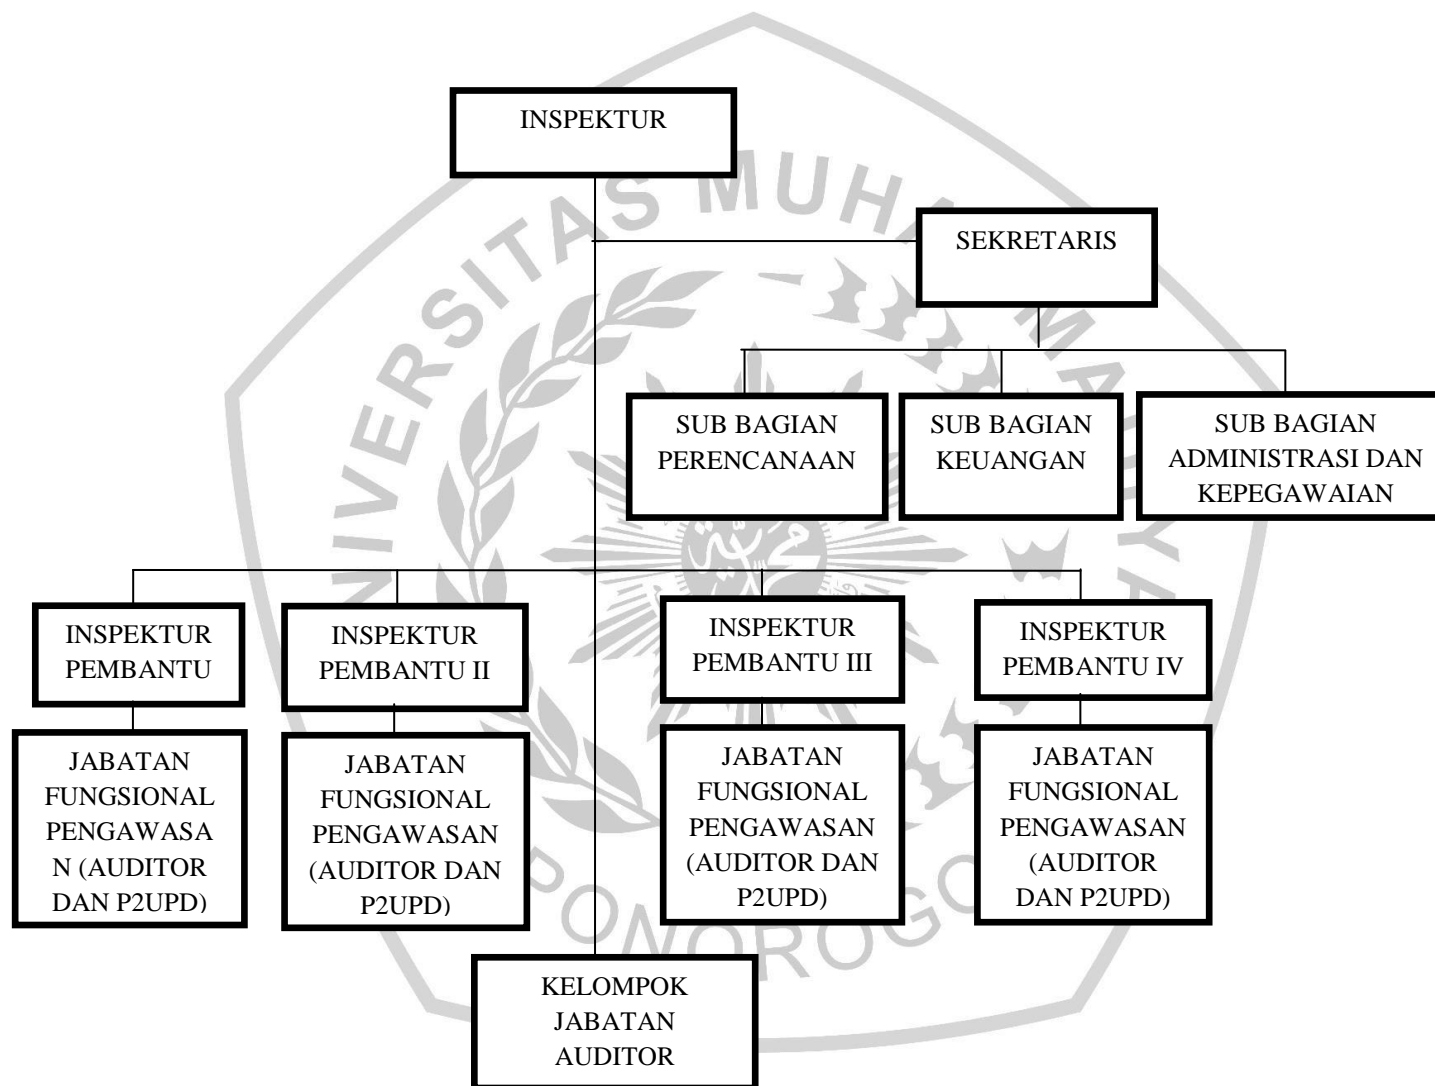 INSPEKTUR
SEKRETARIS
SUB BAGIAN
PERENCANAAN
SUB BAGIAN
KEUANGAN
SUB BAGIAN
ADMINISTRASI DAN
KEPEGAWAIAN
INSPEKTUR
PEMBANTU
INSPEKTUR
PEMBANTU II
INSPEKTUR
PEMBANTU III
INSPEKTUR
PEMBANTU IV
JABATAN
FUNGSIONAL
PENGAWASA
N (AUDITOR
DAN P2UPD)
JABATAN
FUNGSIONAL
PENGAWASAN
(AUDITOR DAN
P2UPD)
JABATAN
FUNGSIONAL
PENGAWASAN
(AUDITOR DAN
P2UPD)
JABATAN
FUNGSIONAL
PENGAWASAN
(AUDITOR
DAN P2UPD)
KELOMPOK
JABATAN
AUDITOR
PONOROGO